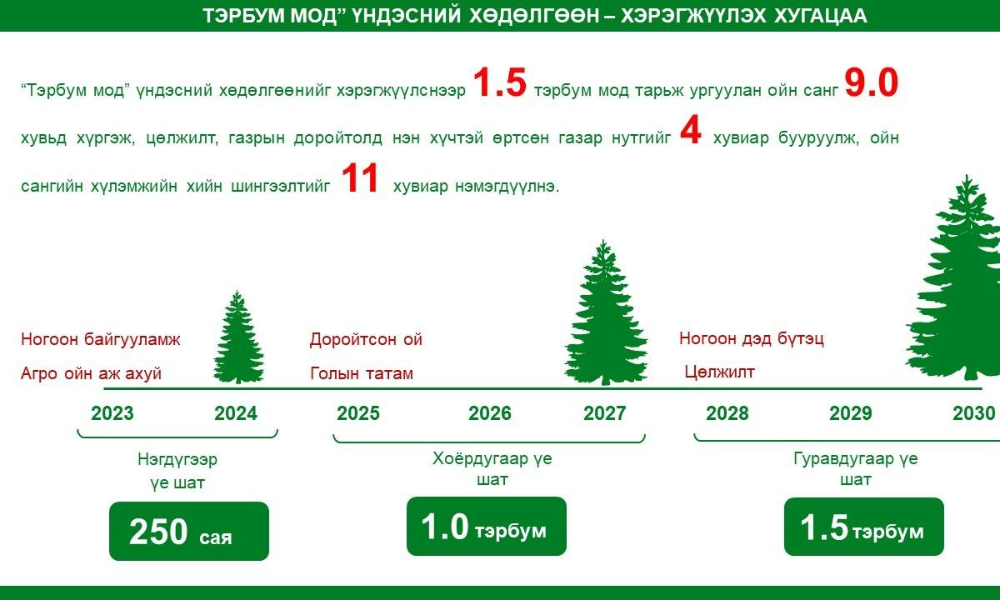 ТЭРБУМ МОД” ҮНДЭСНИЙ ХӨДӨЛГӨӨН – ХЭРЭГЖҮҮЛЭХ ХУГАЦАА
“Тэрбум мод” үндэсний хөдөлгөөнийг хэрэгжүүлснээр 1.5 тэрбум мод тарьж ургуулан ойн санг 9.0
хувьд хүргэж, цөлжилт, газрын доройтолд нэн хүчтэй өртсөн газар нутгийг 4 хувиар бууруулж, ойн
сангийн хүлэмжийн хийн шингээлтийг 11 хувиар нэмэгдүүлнэ.
Ногоон байгууламж
Агро ойн аж ахуй
Доройтсон ой
Голын татам
Ногоон дэд бүтэц
Цөлжилт
2023 2024 2025 2026 2027 2028 2029 2030
Нэгдүгээр
үе шат
250 сая
Хоёрдугаар үе
шат
1.0 тэрбум
Гуравдугаар үе
шат
1.5 тэрбум